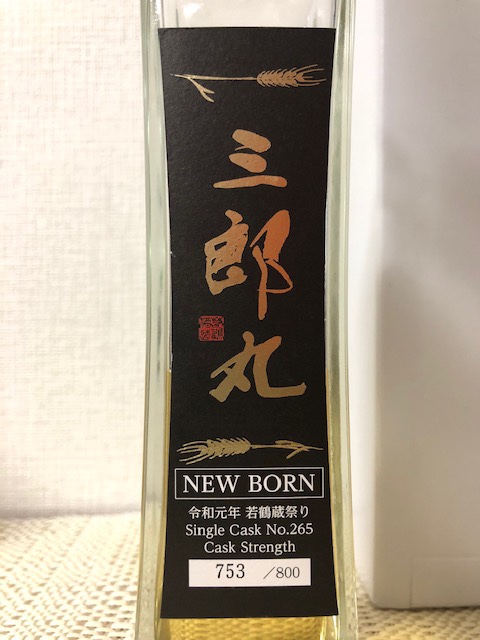 三郎丸
NEW BORN
令和元年 若鶴蔵祭り
Single Cask No.265
Cask Strength
753 /800